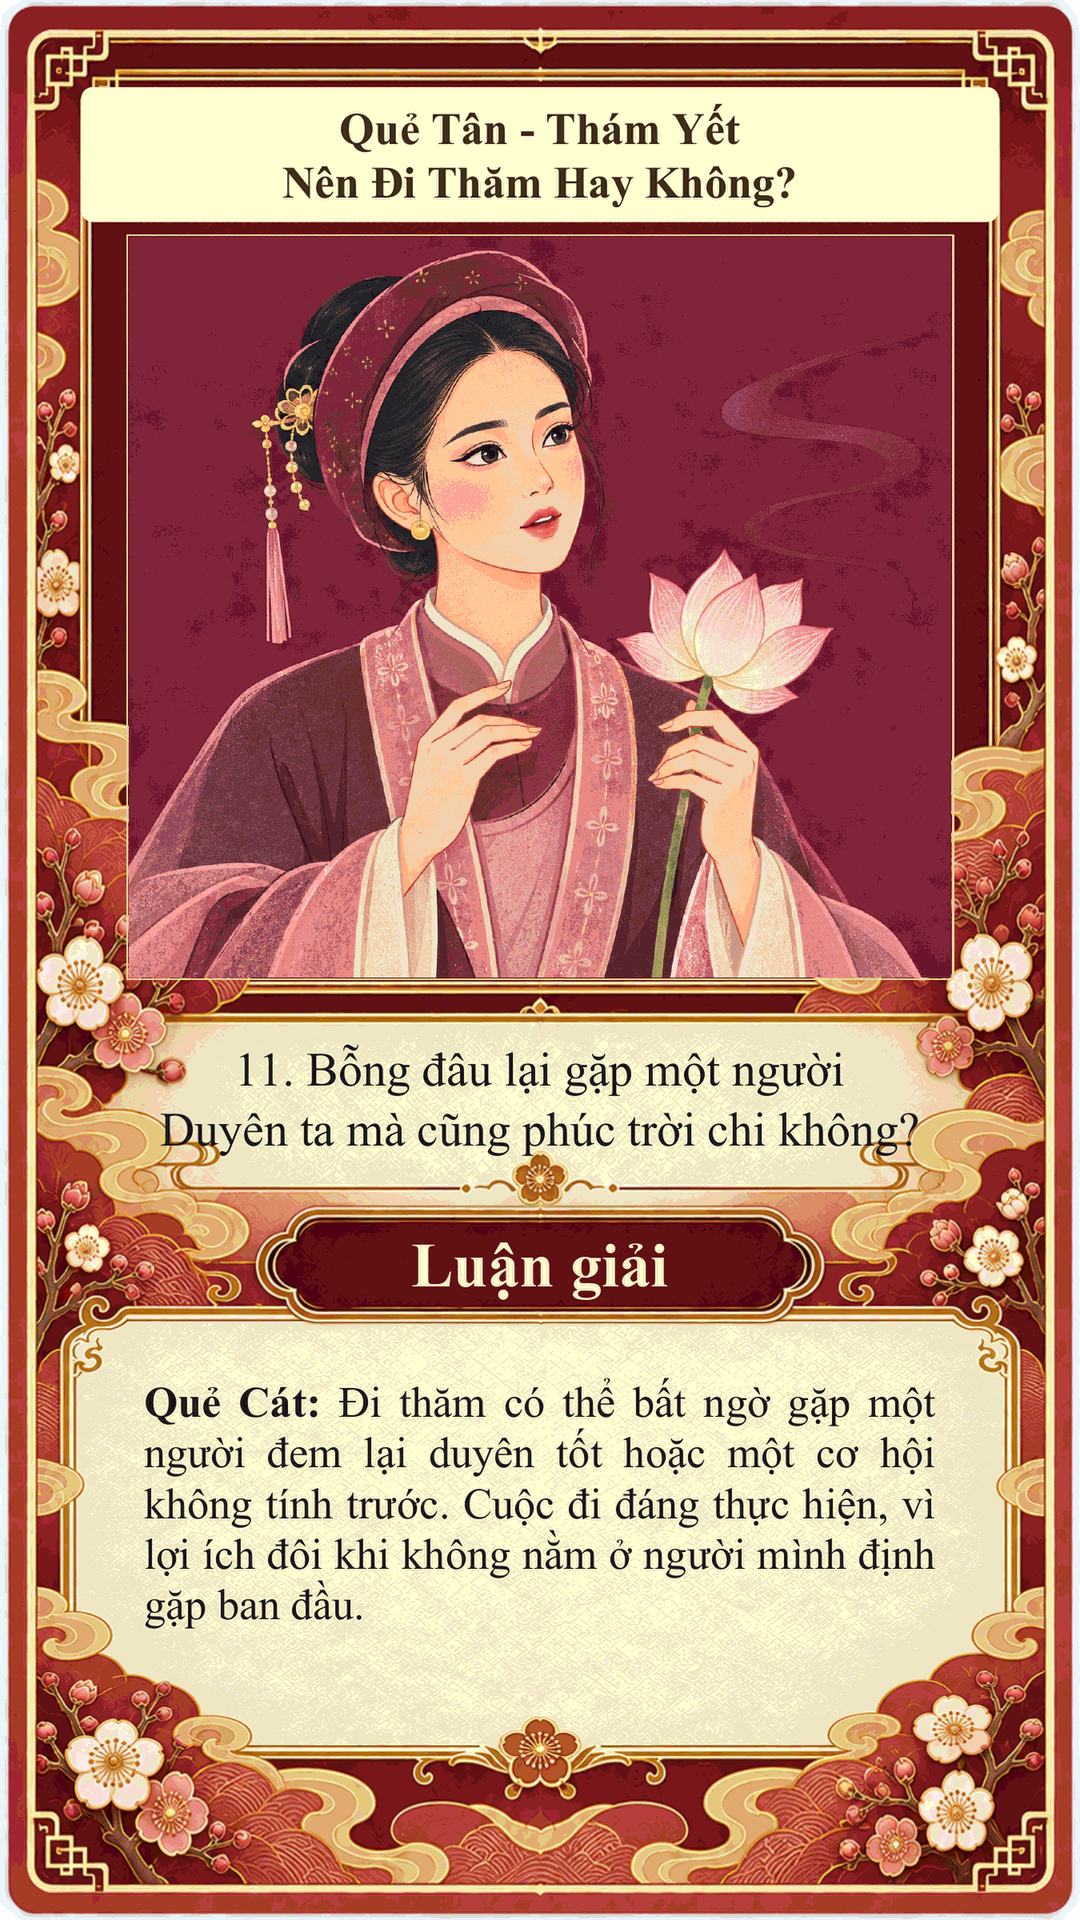 Quẻ Tân - Thám Yết
Nên Đi Thăm Hay Không?
11. Bỗng đâu lại gặp một người
Duyên ta mà cũng phúc trời chi không?
Luận giải
Quẻ Cát: Đi thăm có thể bất ngờ gặp một
người đem lại duyên tốt hoặc một cơ hội
không tính trước. Cuộc đi đáng thực hiện, vì
lợi ích đôi khi không nằm ở người mình định
gặp ban đầu.